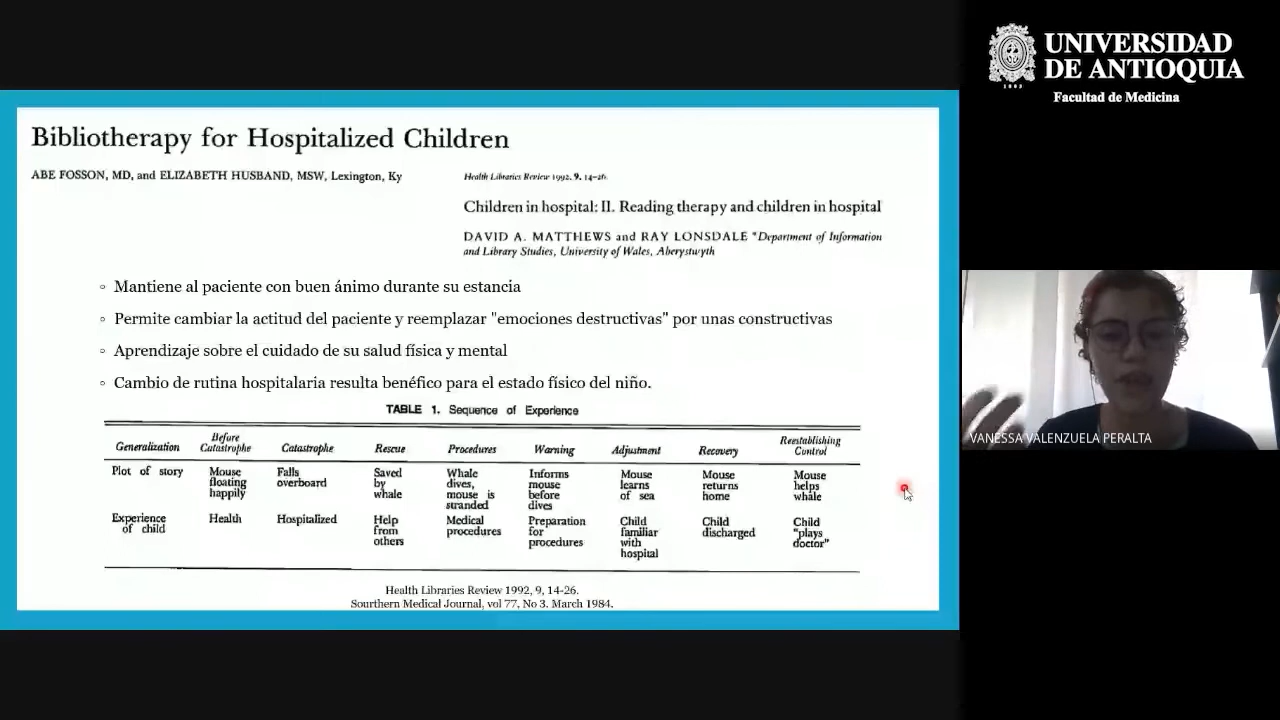 UNIVERSIDAD
DE ANTIOQUIA
1803
Facultad de Medicina
Bibliotherapy for Hospitalized Children
ABE FOSSON, MD, and ELIZABETH HUSBAND, MSW, Lexington, Ky
Health Libraries Review 1992, 9, 14–26
Children in hospital: II. Reading therapy and children in hospital
DAVID A. MATTHEWS and RAY LONSDALE *Department of Information
and Library Studies, University of Wales, Aberystwyth
◦ Mantiene al paciente con buen ánimo durante su estancia
◦ Permite cambiar la actitud del paciente y reemplazar "emociones destructivas" por unas constructivas
◦ Aprendizaje sobre el cuidado de su salud física y mental
◦ Cambio de rutina hospitalaria resulta benéfico para el estado físico del niño.
TABLE 1. Sequence of Experience
Generalization Before Catastrophe Catastrophe Rescue Procedures Warning Adjustment Recovery Reestablishing Control
Plot of story Mouse floating happily Falls overboard Saved by whale Whale dives, mouse is stranded Informs mouse before dives Mouse learns of sea Mouse returns home Mouse helps whale
Experience of child Health Hospitalized Help from others Medical procedures Preparation for procedures Child familiar with hospital Child discharged Child "plays doctor"
Health Libraries Review 1992, 9, 14-26.
Sourthern Medical Journal, vol 77, No 3. March 1984.
VANESSA VALENZUELA PERALTA